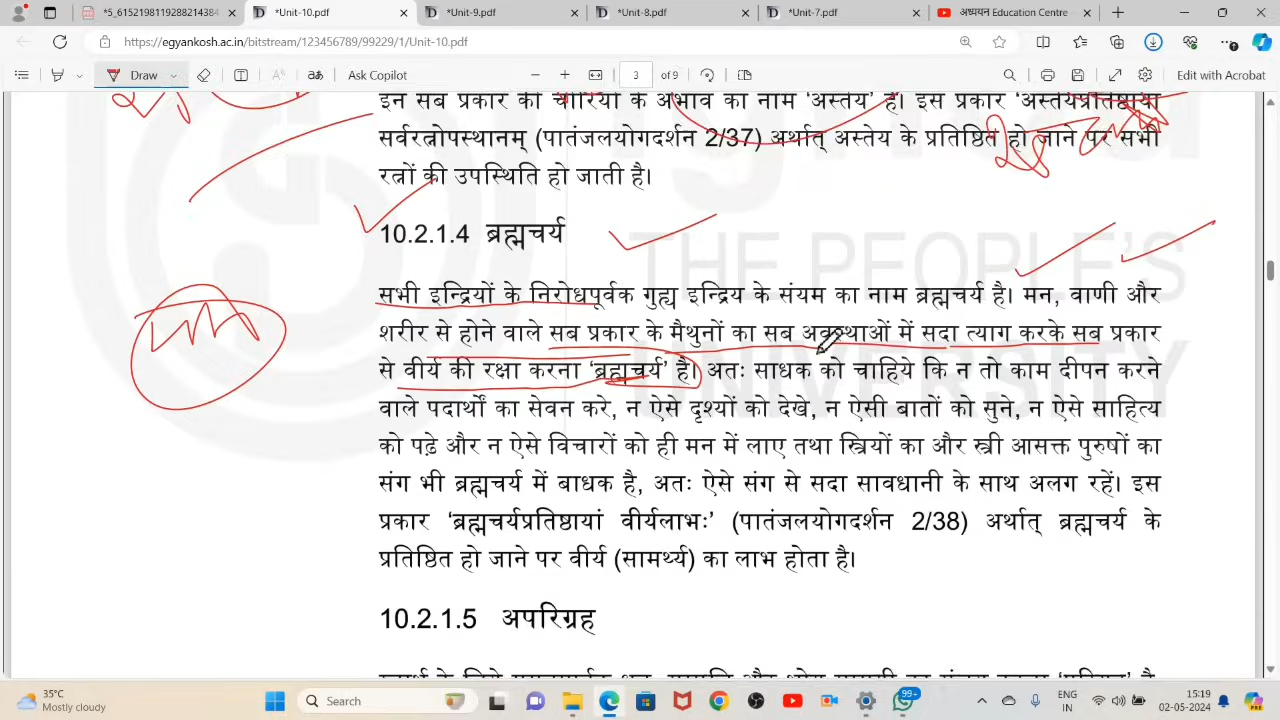 *5_6152198119288214384
*Unit-10.pdf
*Unit-9.pdf
*Unit-8.pdf
*Unit-7.pdf
अध्ययन Education Centre
https://egyankosh.ac.in/bitstream/123456789/99229/1/Unit-10.pdf
Draw
Ask Copilot
3 of 9
Edit with Acrobat
इन सब प्रकार की चोरियों के अभाव का नाम 'अस्तेय' है। इस प्रकार 'अस्तेयप्रतिष्ठायां
सर्वरत्नोपस्थानम् (पातंजलयोगदर्शन 2/37) अर्थात् अस्तेय के प्रतिष्ठित हो जाने पर सभी
रत्नों की उपस्थिति हो जाती है।
10.2.1.4 ब्रह्मचर्य
सभी इन्द्रियों के निरोधपूर्वक गुह्य इन्द्रिय के संयम का नाम ब्रह्मचर्य है। मन, वाणी और
शरीर से होने वाले सब प्रकार के मैथुनों का सब अवस्थाओं में सदा त्याग करके सब प्रकार
से वीर्य की रक्षा करना 'ब्रह्मचर्य' है। अतः साधक को चाहिये कि न तो काम दीपन करने
वाले पदार्थों का सेवन करे, न ऐसे दृश्यों को देखे, न ऐसी बातों को सुने, न ऐसे साहित्य
को पढ़े और न ऐसे विचारों को ही मन में लाए तथा स्त्रियों का और स्त्री आसक्त पुरुषों का
संग भी ब्रह्मचर्य में बाधक है, अतः ऐसे संग से सदा सावधानी के साथ अलग रहें। इस
प्रकार 'ब्रह्मचर्यप्रतिष्ठायां वीर्यलाभः' (पातंजलयोगदर्शन 2/38) अर्थात् ब्रह्मचर्य के
प्रतिष्ठित हो जाने पर वीर्य (सामर्थ्य) का लाभ होता है।
10.2.1.5 अपरिग्रह
THE PEOPLE'S
UNIVERSITY
35°C
Mostly cloudy
Search
99+
ENG
IN
15:19
02-05-2024